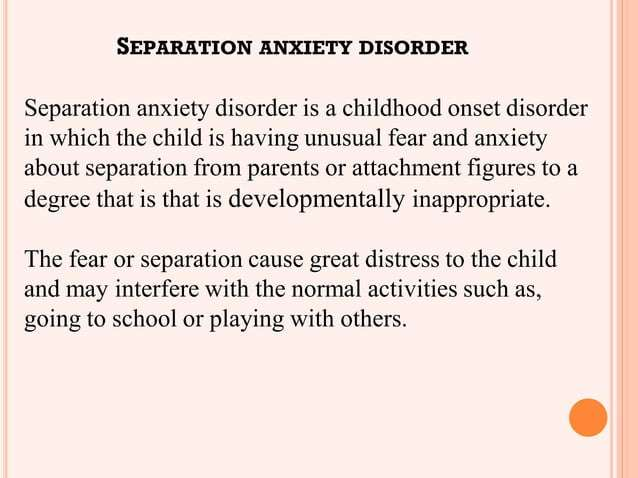 SEPARATION ANXIETY DISORDER
Separation anxiety disorder is a childhood onset disorder
in which the child is having unusual fear and anxiety
about separation from parents or attachment figures to a
degree that is that is developmentally inappropriate.
The fear or separation cause great distress to the child
and may interfere with the normal activities such as,
going to school or playing with others.